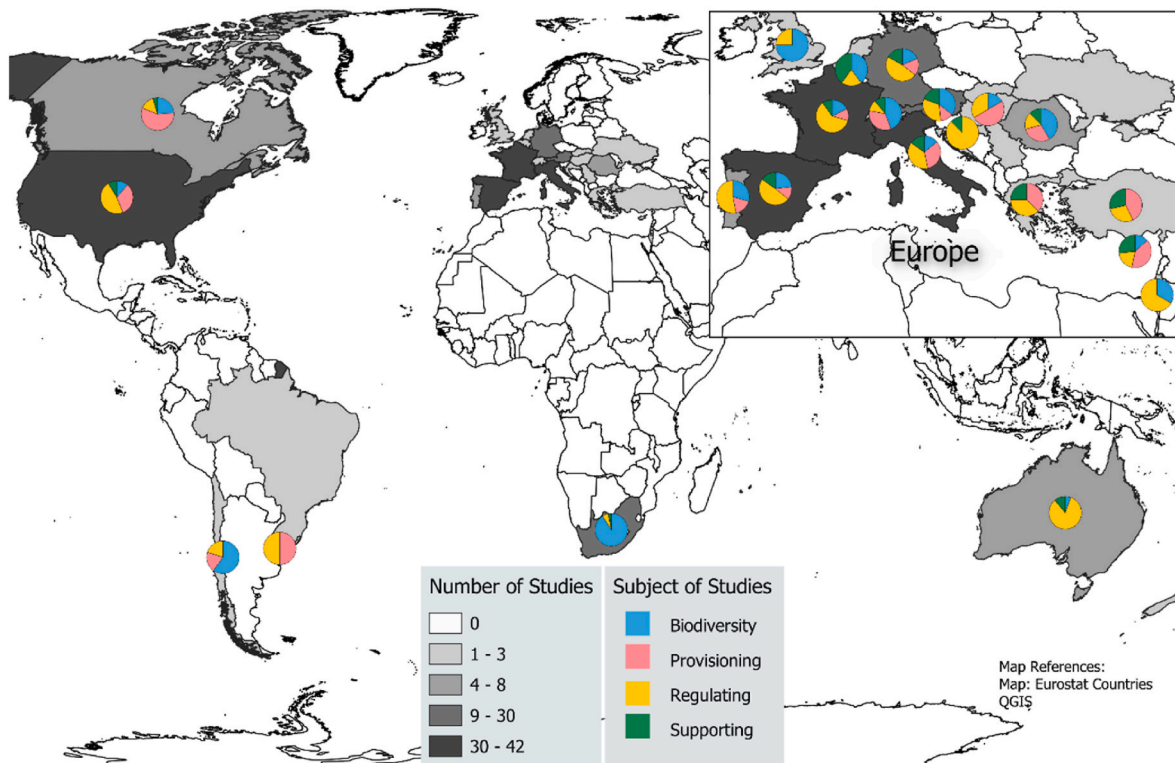 Europe
Number of Studies
0
1 - 3
4 - 8
9 - 30
30 - 42
Subject of Studies
Biodiversity
Provisioning
Regulating
Supporting
Map References:
Map: Eurostat Countries
QGIS